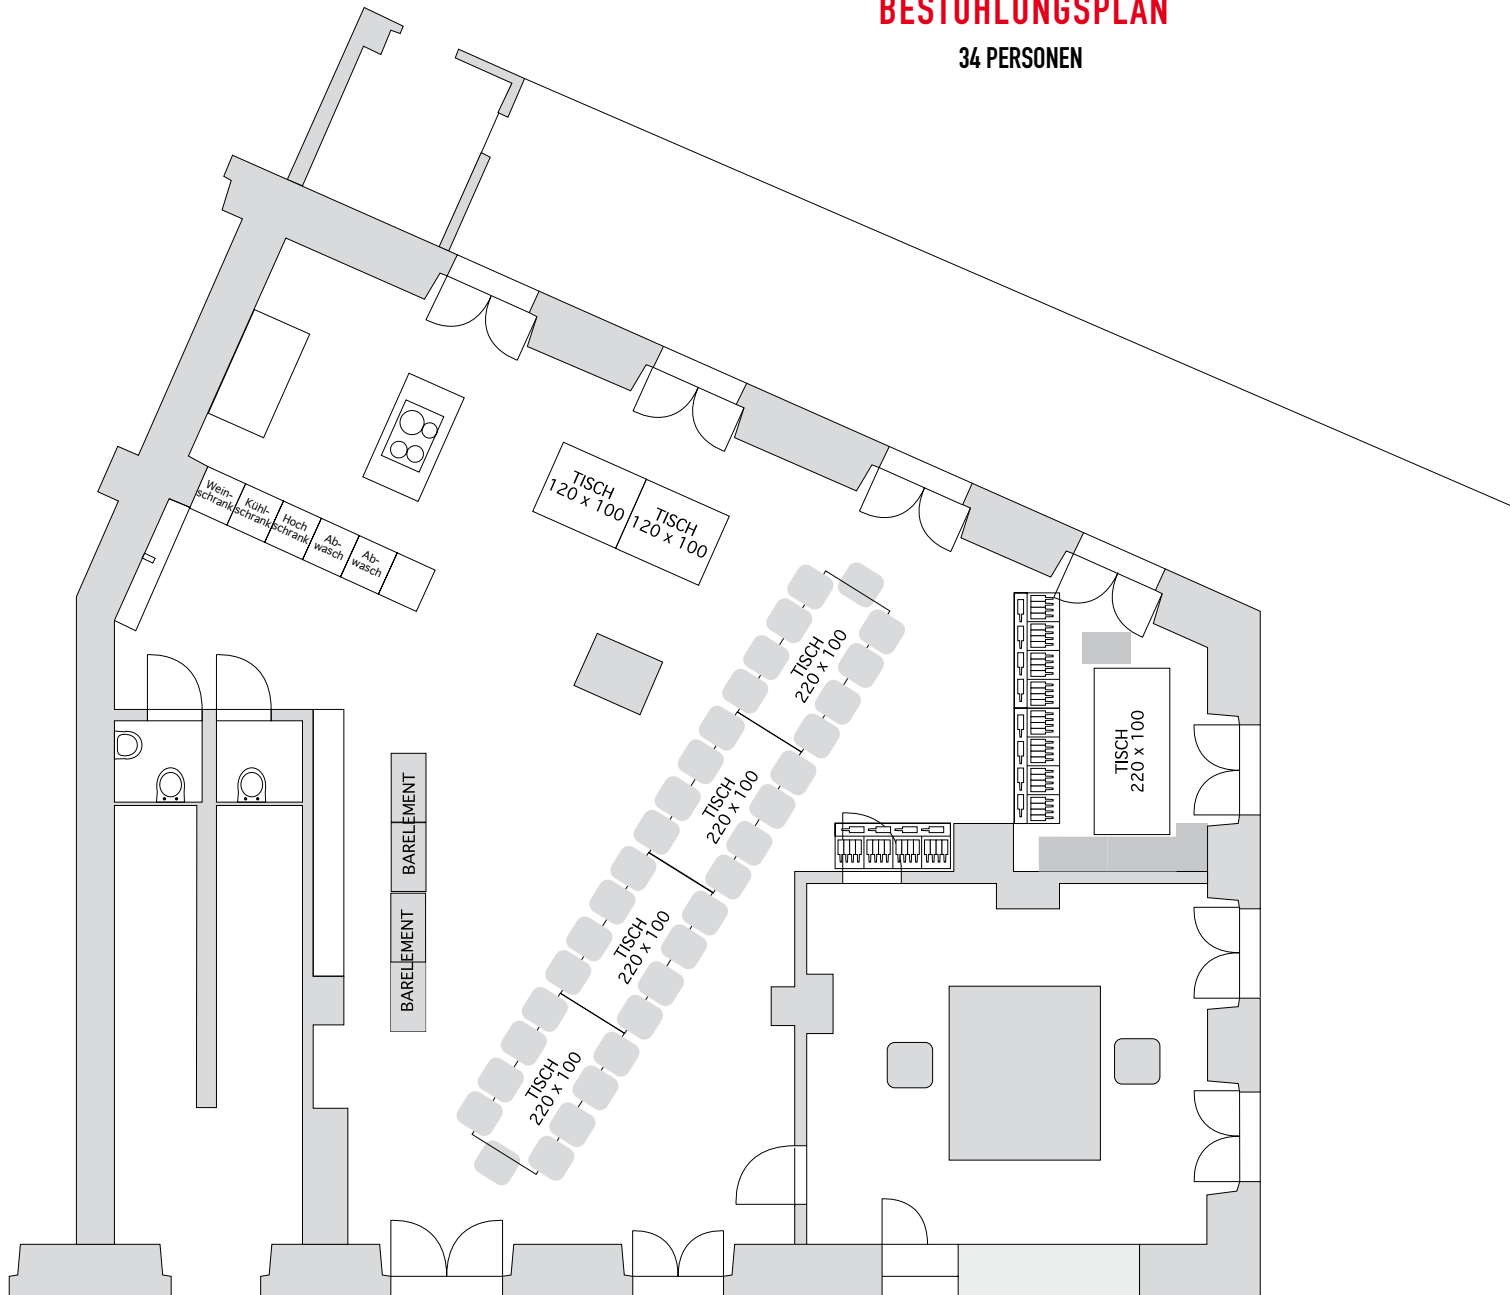 BESTUHLUNGSPLAN
34 PERSONEN
Wein-
schrank
Kühl-
schrank
Hoch
schrank
Ab-
wasch
Ab-
wasch
TISCH
120 x 100
TISCH
120 x 100
TISCH
220 x 100
TISCH
220 x 100
TISCH
220 x 100
TISCH
220 x 100
TISCH
220 x 100
BARELEMENT
BARELEMENT